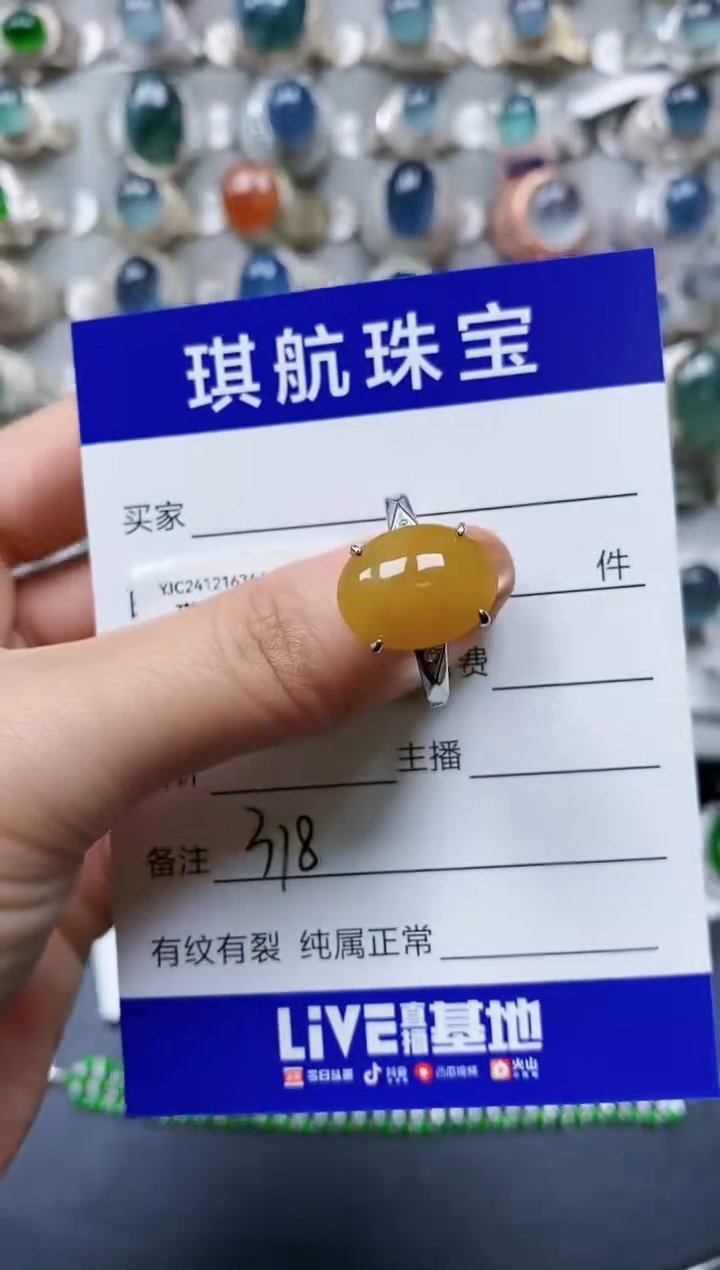 琪航珠宝
买家
YJC24121636
件
费
主播
备注 318
有纹有裂 纯属正常
LiVE直播基地
今日头条 抖音 西瓜视频 火山